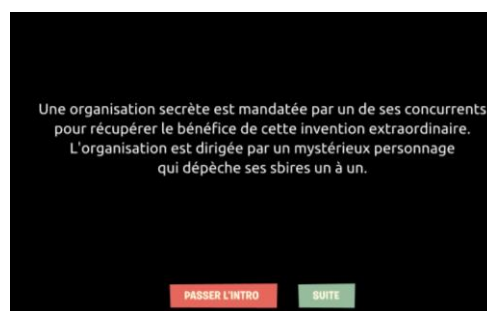 Une organisation secrète est mandatée par un de ses concurrents
pour récupérer le bénéfice de cette invention extraordinaire.
L'organisation est dirigée par un mystérieux personnage
qui dépêche ses sbires un à un.
PASSER L'INTRO SUITE